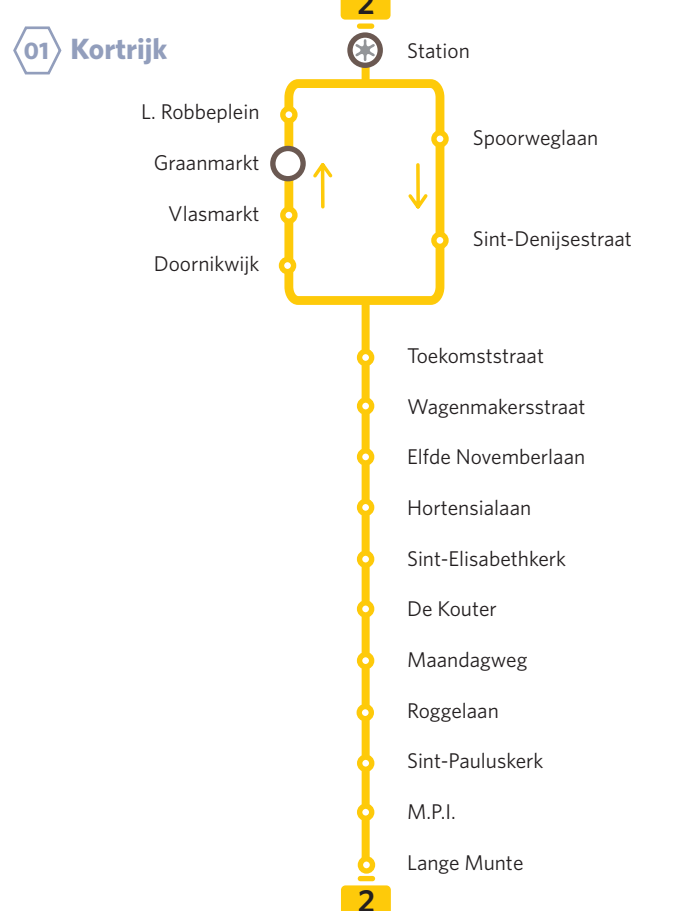 2
01 Kortrijk
Station
L. Robbeplein
Spoorweglaan
Graanmarkt
Vlasmarkt
Sint-Denijsestraat
Doornikwijk
Toekomststraat
Wagenmakersstraat
Elfde Novemberlaan
Hortensialaan
Sint-Elisabethkerk
De Kouter
Maandagweg
Roggelaan
Sint-Pauluskerk
M.P.I.
Lange Munte
2